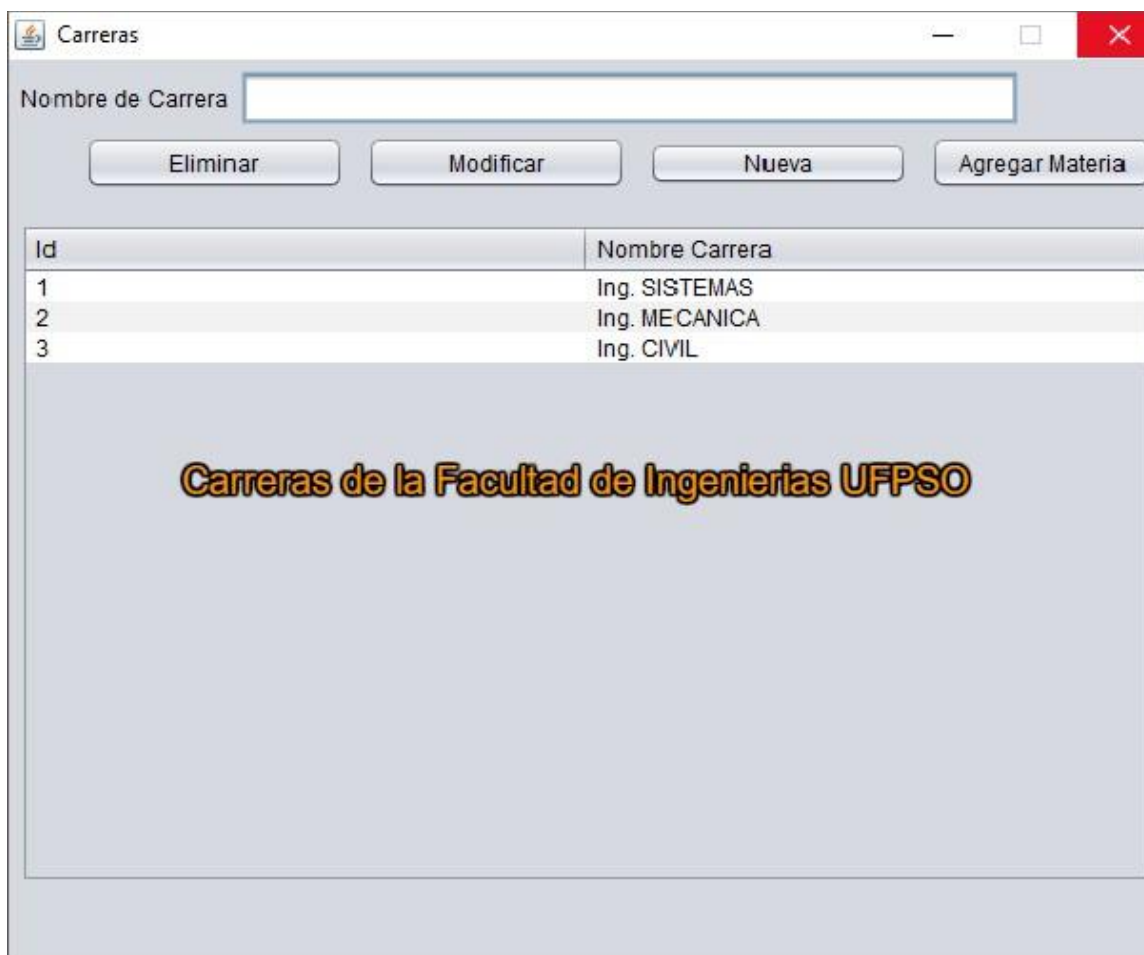 Carreras
Nombre de Carrera
Eliminar Modificar Nueva Agregar Materia
Id Nombre Carrera
1 Ing. SISTEMAS
2 Ing. MECANICA
3 Ing. CIVIL
Carreras de la Facultad de Ingenierias UFPSO